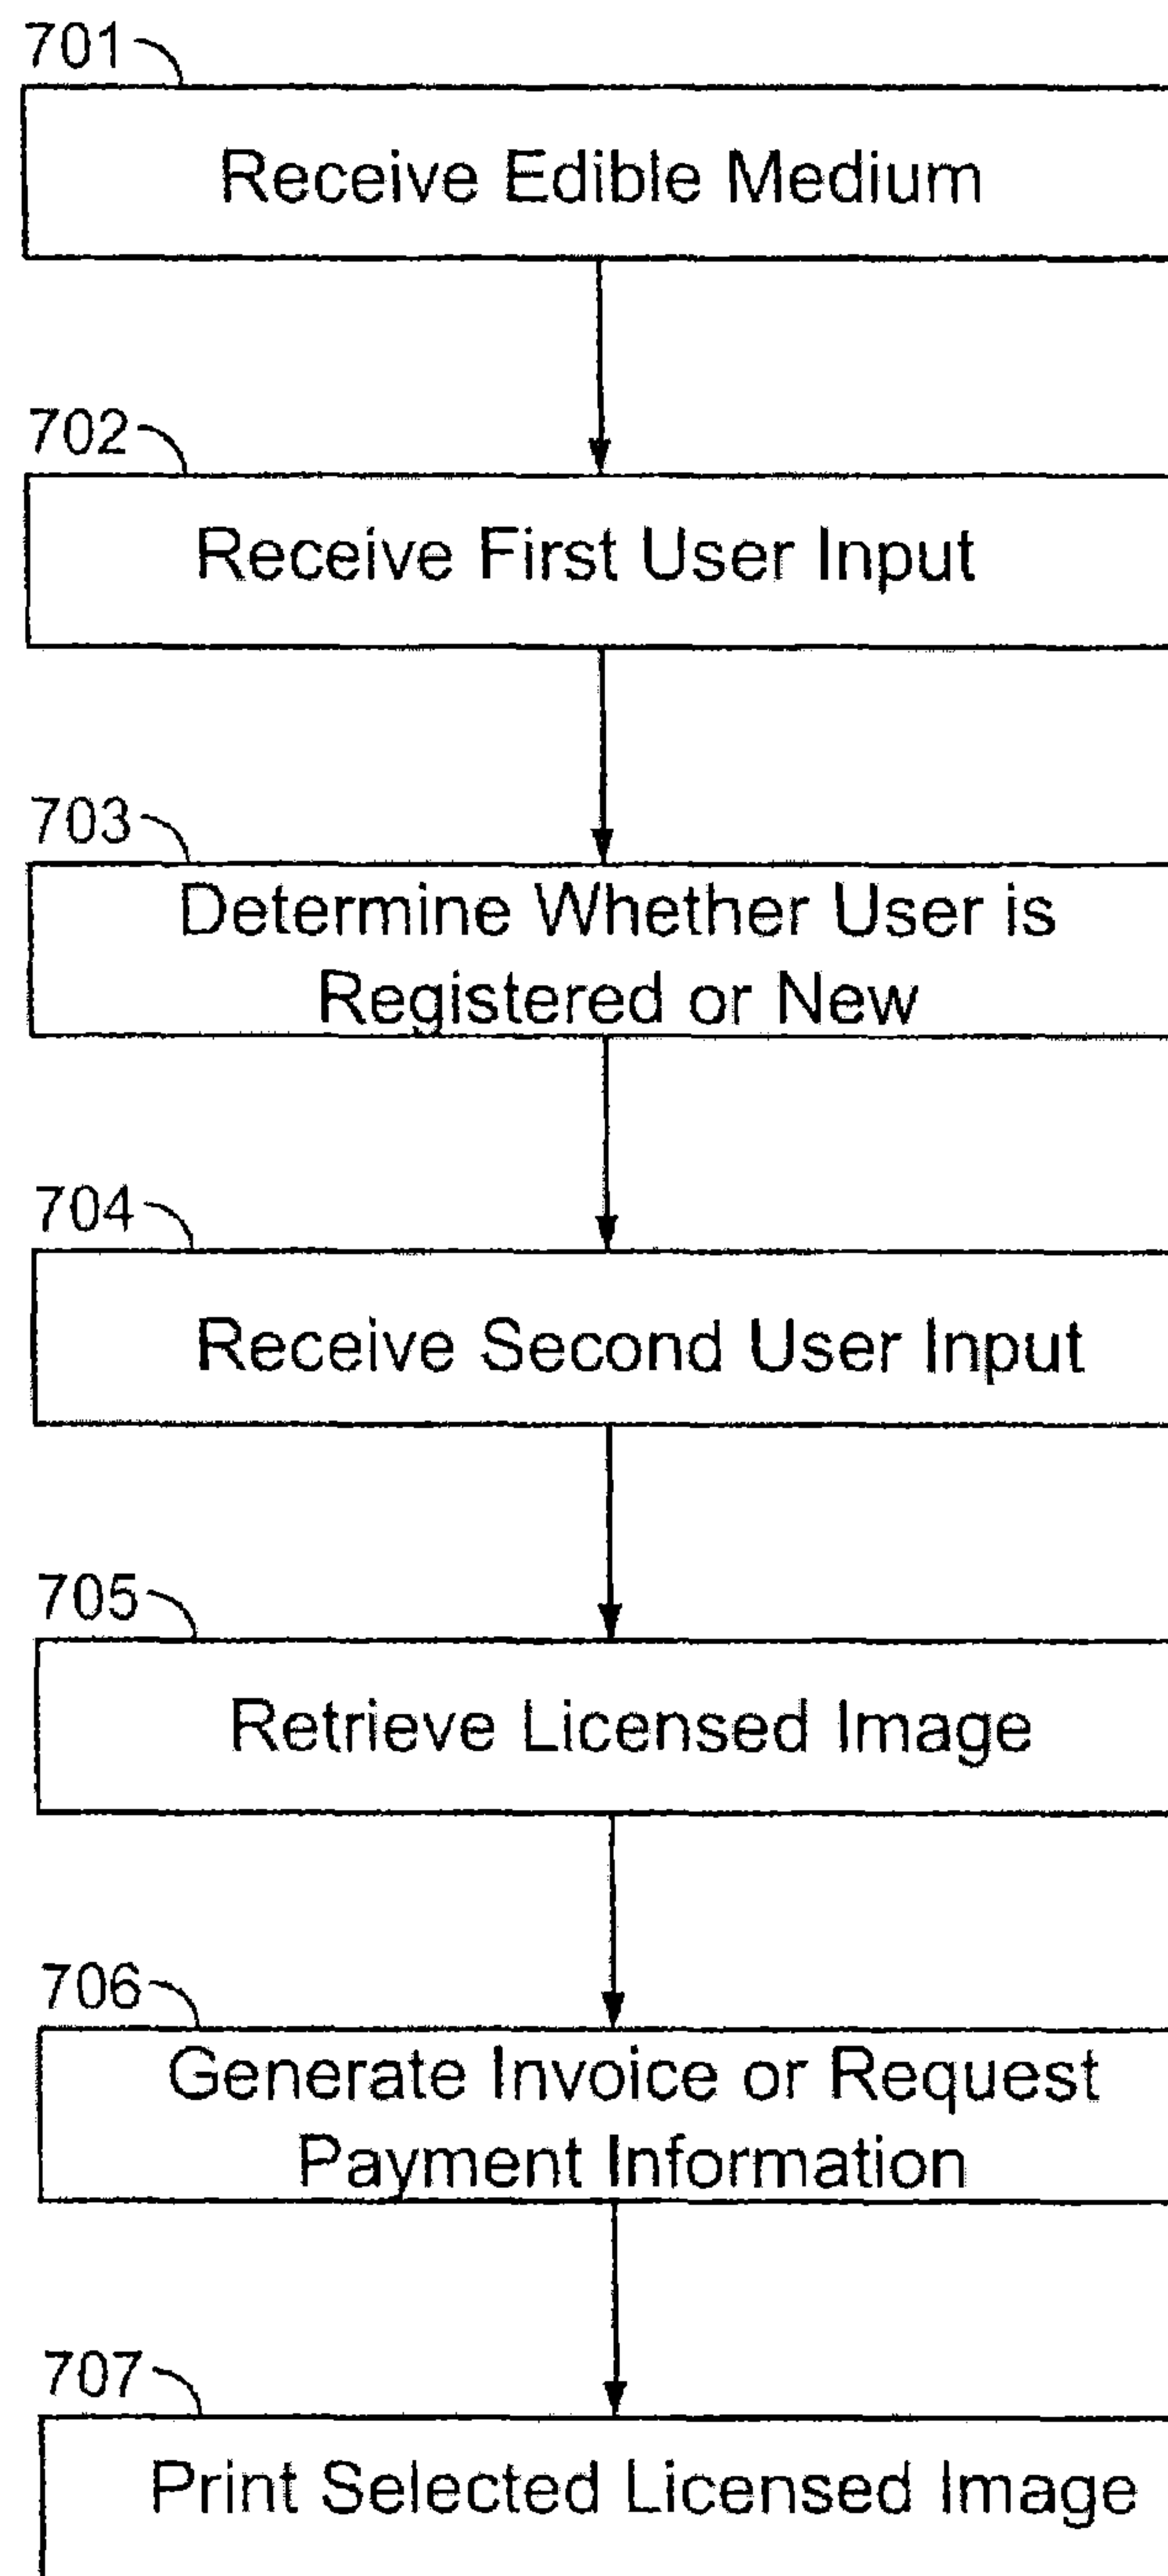 701
Receive Edible Medium
702
Receive First User Input
703
Determine Whether User is
Registered or New
704
Receive Second User Input
705
Retrieve Licensed Image
706
Generate Invoice or Request
Payment Information
707
Print Selected Licensed Image